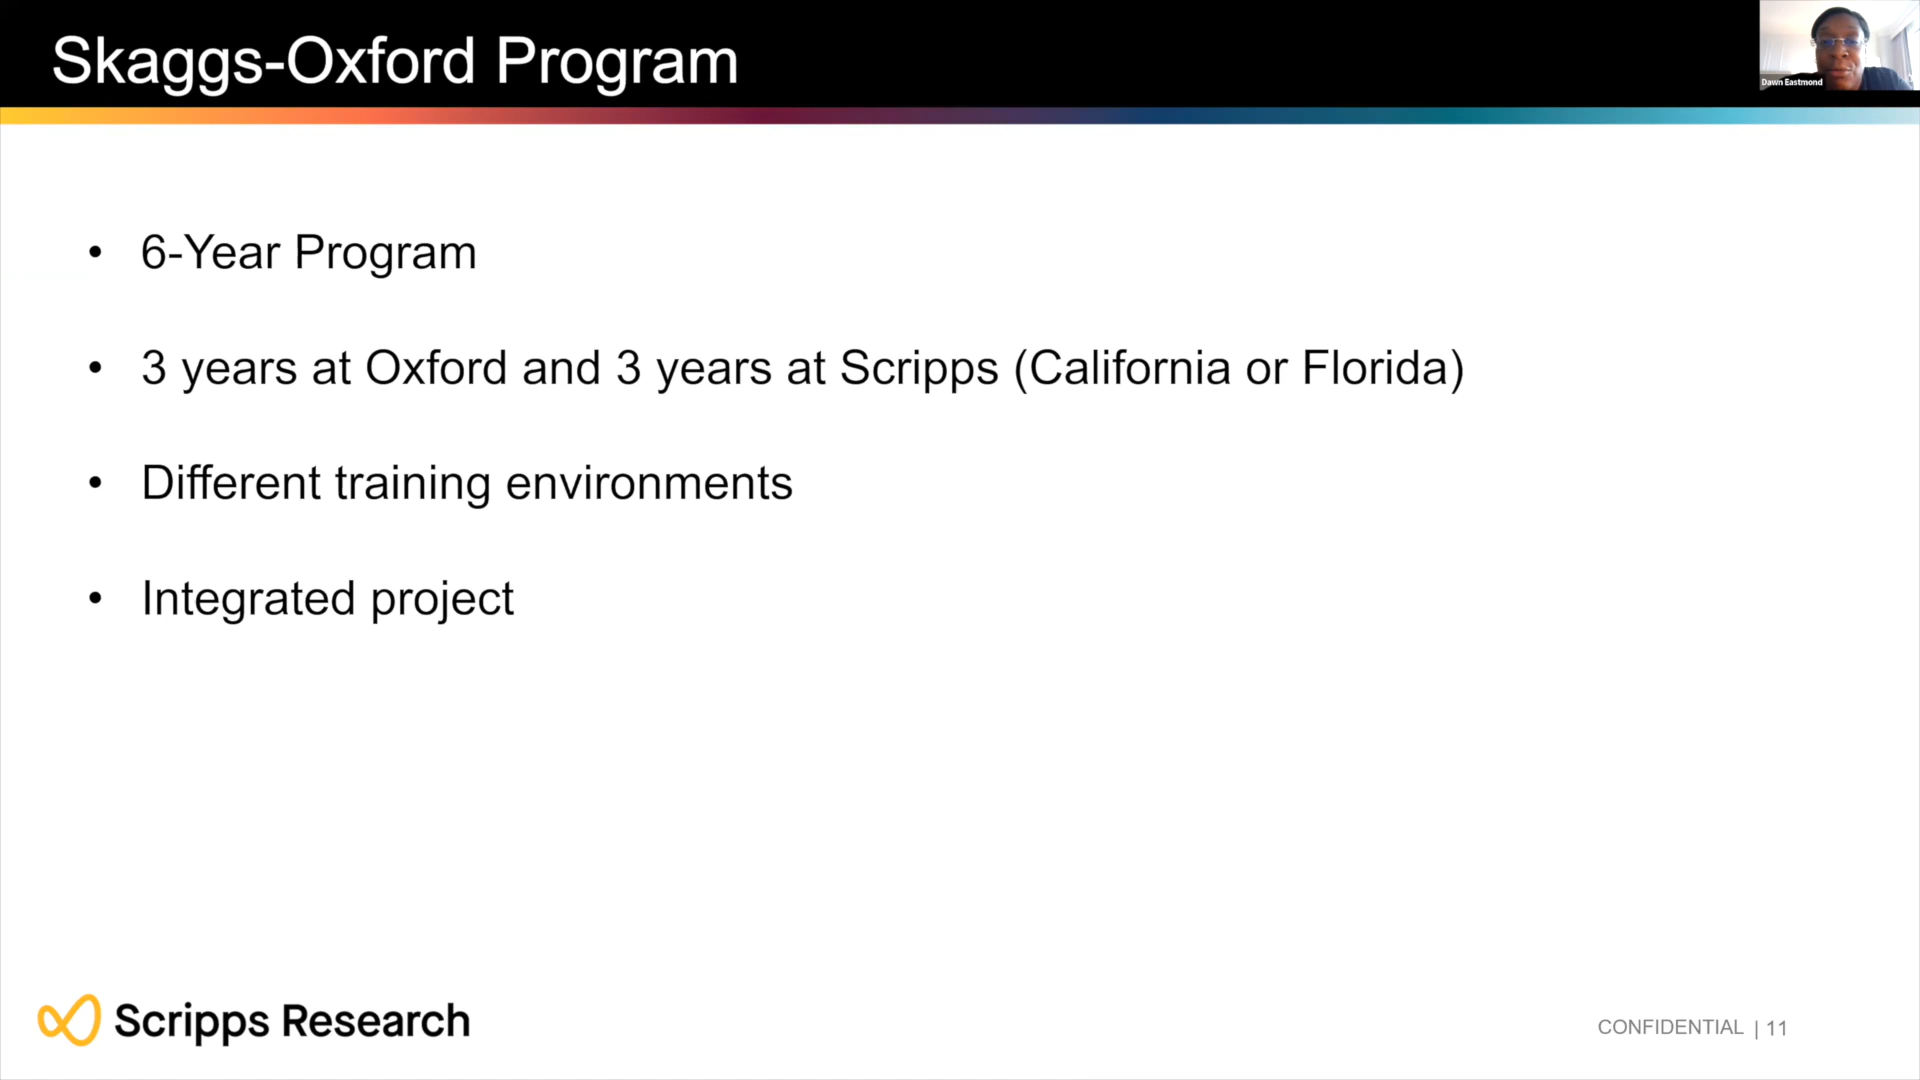 Skaggs-Oxford Program
Dawn Eastmond
• 6-Year Program
• 3 years at Oxford and 3 years at Scripps (California or Florida)
• Different training environments
• Integrated project
Scripps Research
CONFIDENTIAL | 11